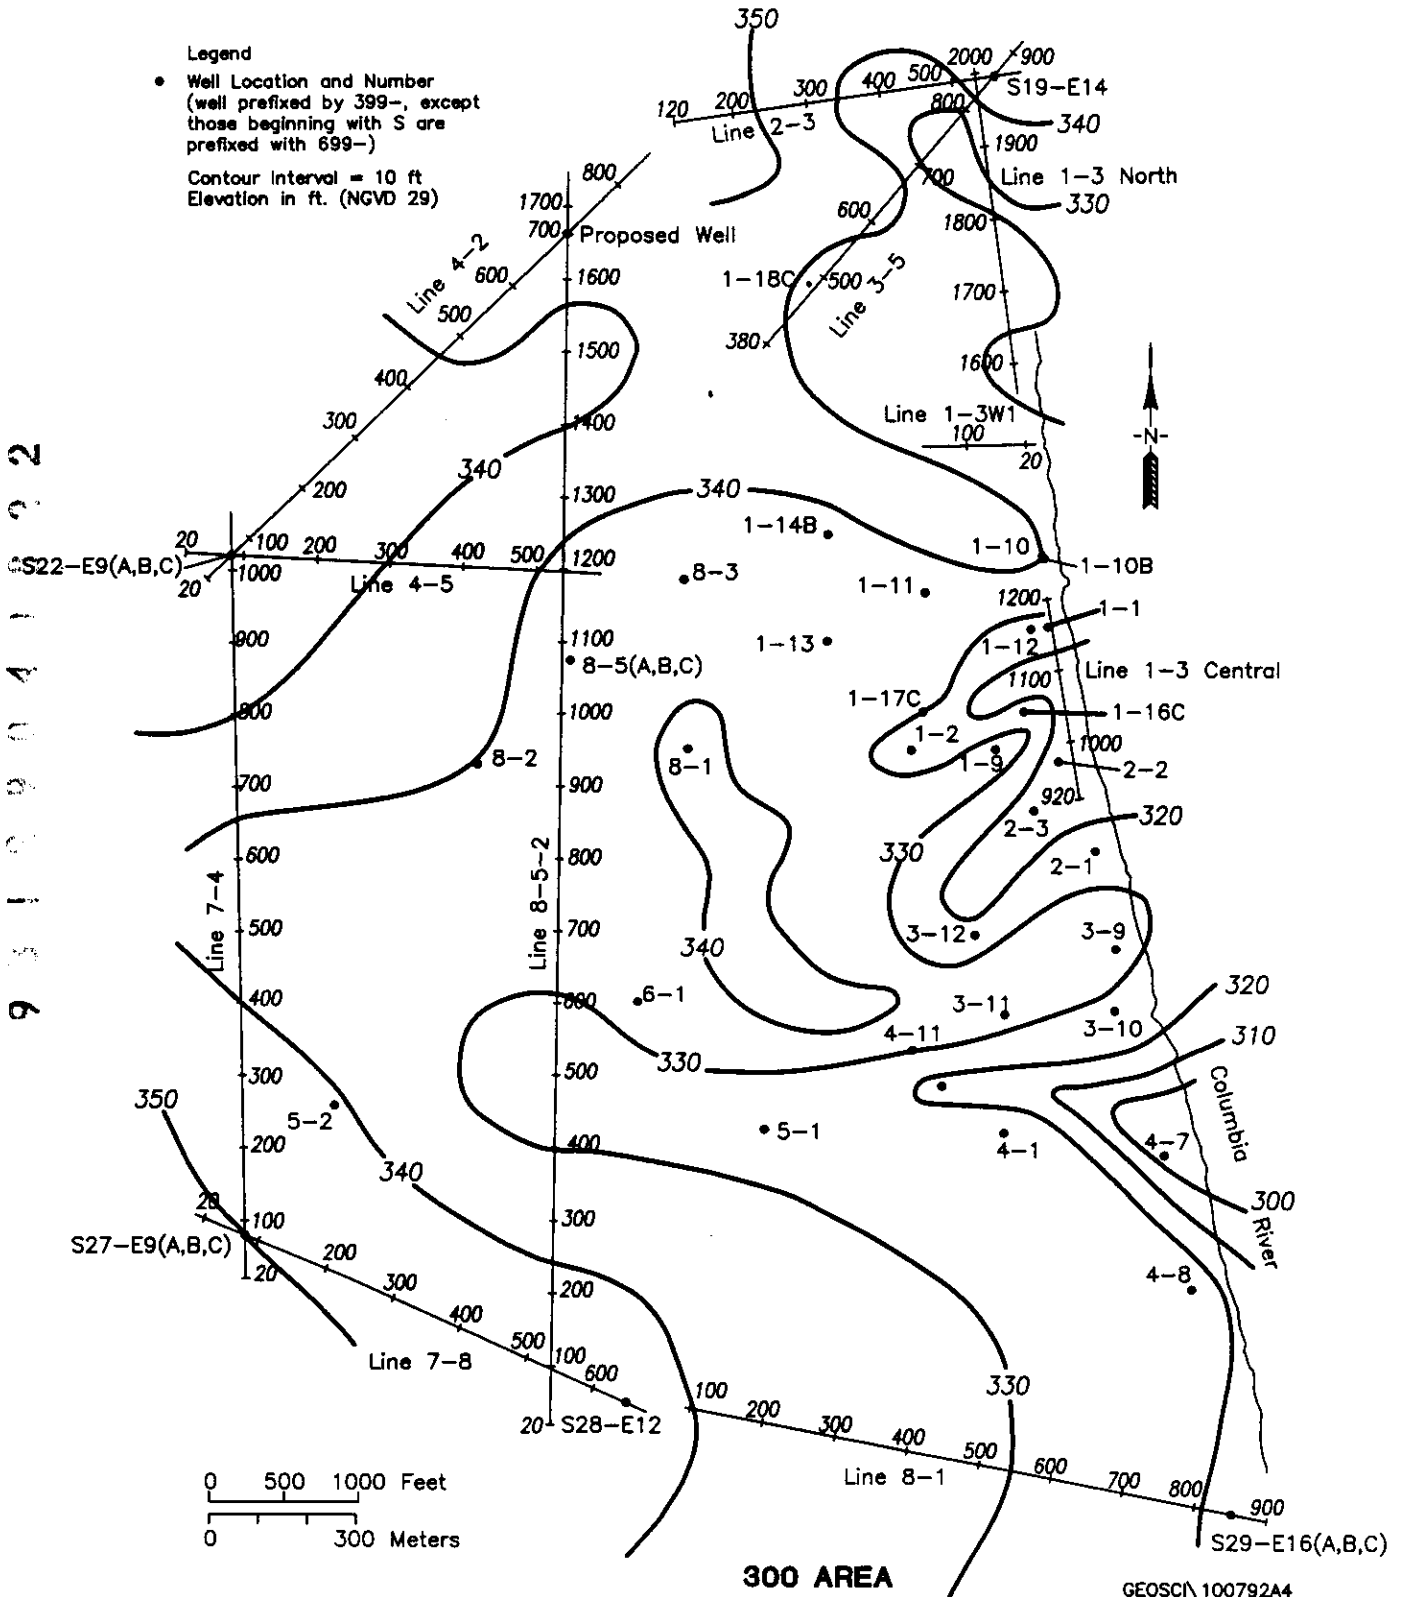 350
Legend
Well Location and Number
(well prefixed by 399-, except
those beginning with S are
prefixed with 699-)
Contour Interval = 10 ft
Elevation in ft. (NGVD 29)
120 200 300 400 500 2000 900
Line 2-3
S19-E14
800
340
1900
Line 1-3 North
700
330
600
1800
500
1-18C
Line 3-5
380
1700
1600
800
1700
700
Proposed Well
Line 4-2
600
1600
500
1500
400
300
1400
340
200
1300
Line 1-3W1
100
20
-N-
340
1-14B
1-10
1-10B
20 100 200 300 400 500 1200
S22-E9(A,B,C)
20
1000
Line 4-5
8-3
1-11
1200
1-1
900
1100
1-13
1-12
8-5(A,B,C)
1100
Line 1-3 Central
800
1000
1-17C
1-16C
1-2
1000
8-2
8-1
1-9
2-2
700
900
920
2-3
320
600
800
330
2-1
Line 7-4
Line 8-5-2
500
700
340
3-12
3-9
400
600
6-1
3-11
320
3-10
4-11
330
310
300
500
Columbia
River
350
5-2
200
400
5-1
4-1
4-7
340
300
20
100
300
S27-E9(A,B,C)
20
200
300
400
500
600
4-8
200
100
Line 7-8
20
S28-E12
330
100 200 300 400 500 600 700 800 900
Line 8-1
S29-E16(A,B,C)
0 500 1000 Feet
0 300 Meters
300 AREA
GEOSCI\100792A4